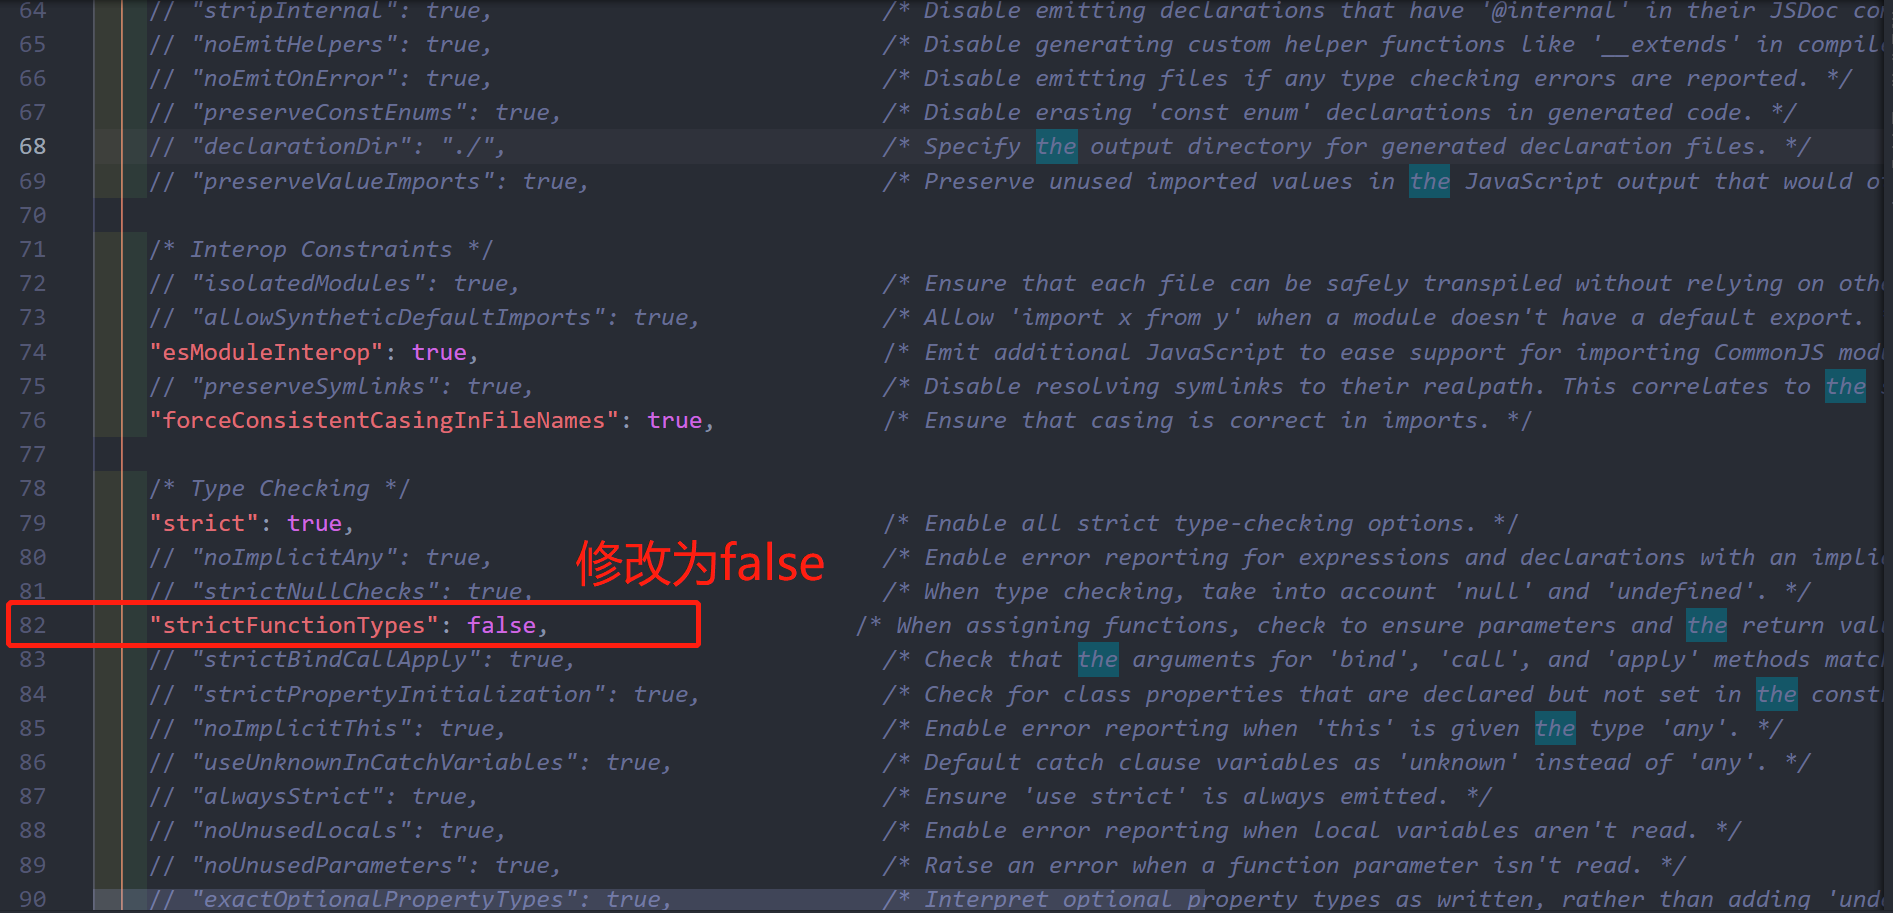 64 // "stripInternal": true, /* Disable emitting declarations that have '@internal' in their JSDoc
65 // "noEmitHelpers": true, /* Disable generating custom helper functions like '__extends' in
66 // "noEmitOnError": true, /* Disable emitting files if any type checking errors are reported. */
67 // "preserveConstEnums": true, /* Disable erasing 'const enum' declarations in generated code. */
68 // "declarationDir": "./", /* Specify the output directory for generated declaration files. */
69 // "preserveValueImports": true, /* Preserve unused imported values in the JavaScript output that would
70
71 /* Interop Constraints */
72 // "isolatedModules": true, /* Ensure that each file can be safely transpiled without relying on
73 // "allowSyntheticDefaultImports": true, /* Allow 'import x from y' when a module doesn't have a default export.
74 "esModuleInterop": true, /* Emit additional JavaScript to ease support for importing CommonJS
75 // "preserveSymlinks": true, /* Disable resolving symlinks to their realpath. This correlates to the
76 "forceConsistentCasingInFileNames": true, /* Ensure that casing is correct in imports. */
77
78 /* Type Checking */
79 "strict": true, /* Enable all strict type-checking options. */
80 // "noImplicitAny": true, /* Enable error reporting for expressions and declarations with an
修改为false
81 // "strictNullChecks": true, /* When type checking, take into account 'null' and 'undefined'. */
82 "strictFunctionTypes": false, /* When assigning functions, check to ensure parameters and the return
83 // "strictBindCallApply": true, /* Check that the arguments for 'bind', 'call', and 'apply' methods
84 // "strictPropertyInitialization": true, /* Check for class properties that are declared but not set in the
85 // "noImplicitThis": true, /* Enable error reporting when 'this' is given the type 'any'. */
86 // "useUnknownInCatchVariables": true, /* Default catch clause variables as 'unknown' instead of 'any'. */
87 // "alwaysStrict": true, /* Ensure 'use strict' is always emitted. */
88 // "noUnusedLocals": true, /* Enable error reporting when local variables aren't read. */
89 // "noUnusedParameters": true, /* Raise an error when a function parameter isn't read. */
90 // "exactOptionalPropertyTypes": true, /* Interpret optional property types as written, rather than adding